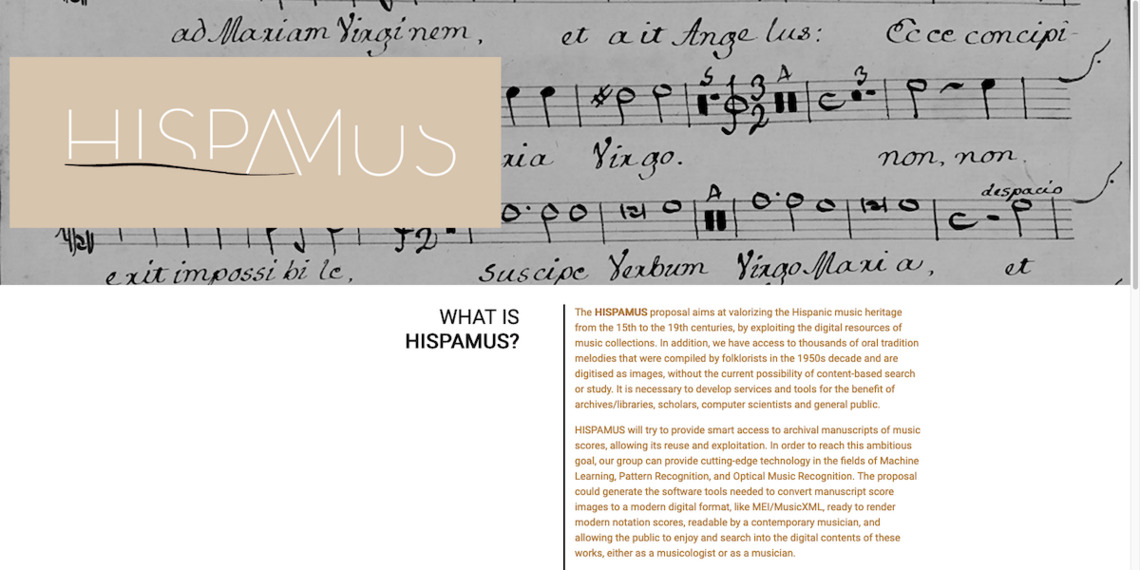 ad Mariam Virginem, et ait Angelus: Ecce concipi-
HISPAMUS
5 3 2 A 3
ria Virgo. non, non.
despacio
A
exit impossibile, suscipe Verbum Virgo Maria, et
WHAT IS
HISPAMUS?
The HISPAMUS proposal aims at valorizing the Hispanic music heritage
from the 15th to the 19th centuries, by exploiting the digital resources of
music collections. In addition, we have access to thousands of oral tradition
melodies that were compiled by folklorists in the 1950s decade and are
digitised as images, without the current possibility of content-based search
or study. It is necessary to develop services and tools for the benefit of
archives/libraries, scholars, computer scientists and general public.
HISPAMUS will try to provide smart access to archival manuscripts of music
scores, allowing its reuse and exploitation. In order to reach this ambitious
goal, our group can provide cutting-edge technology in the fields of Machine
Learning, Pattern Recognition, and Optical Music Recognition. The proposal
could generate the software tools needed to convert manuscript score
images to a modern digital format, like MEI/MusicXML, ready to render
modern notation scores, readable by a contemporary musician, and
allowing the public to enjoy and search into the digital contents of these
works, either as a musicologist or as a musician.